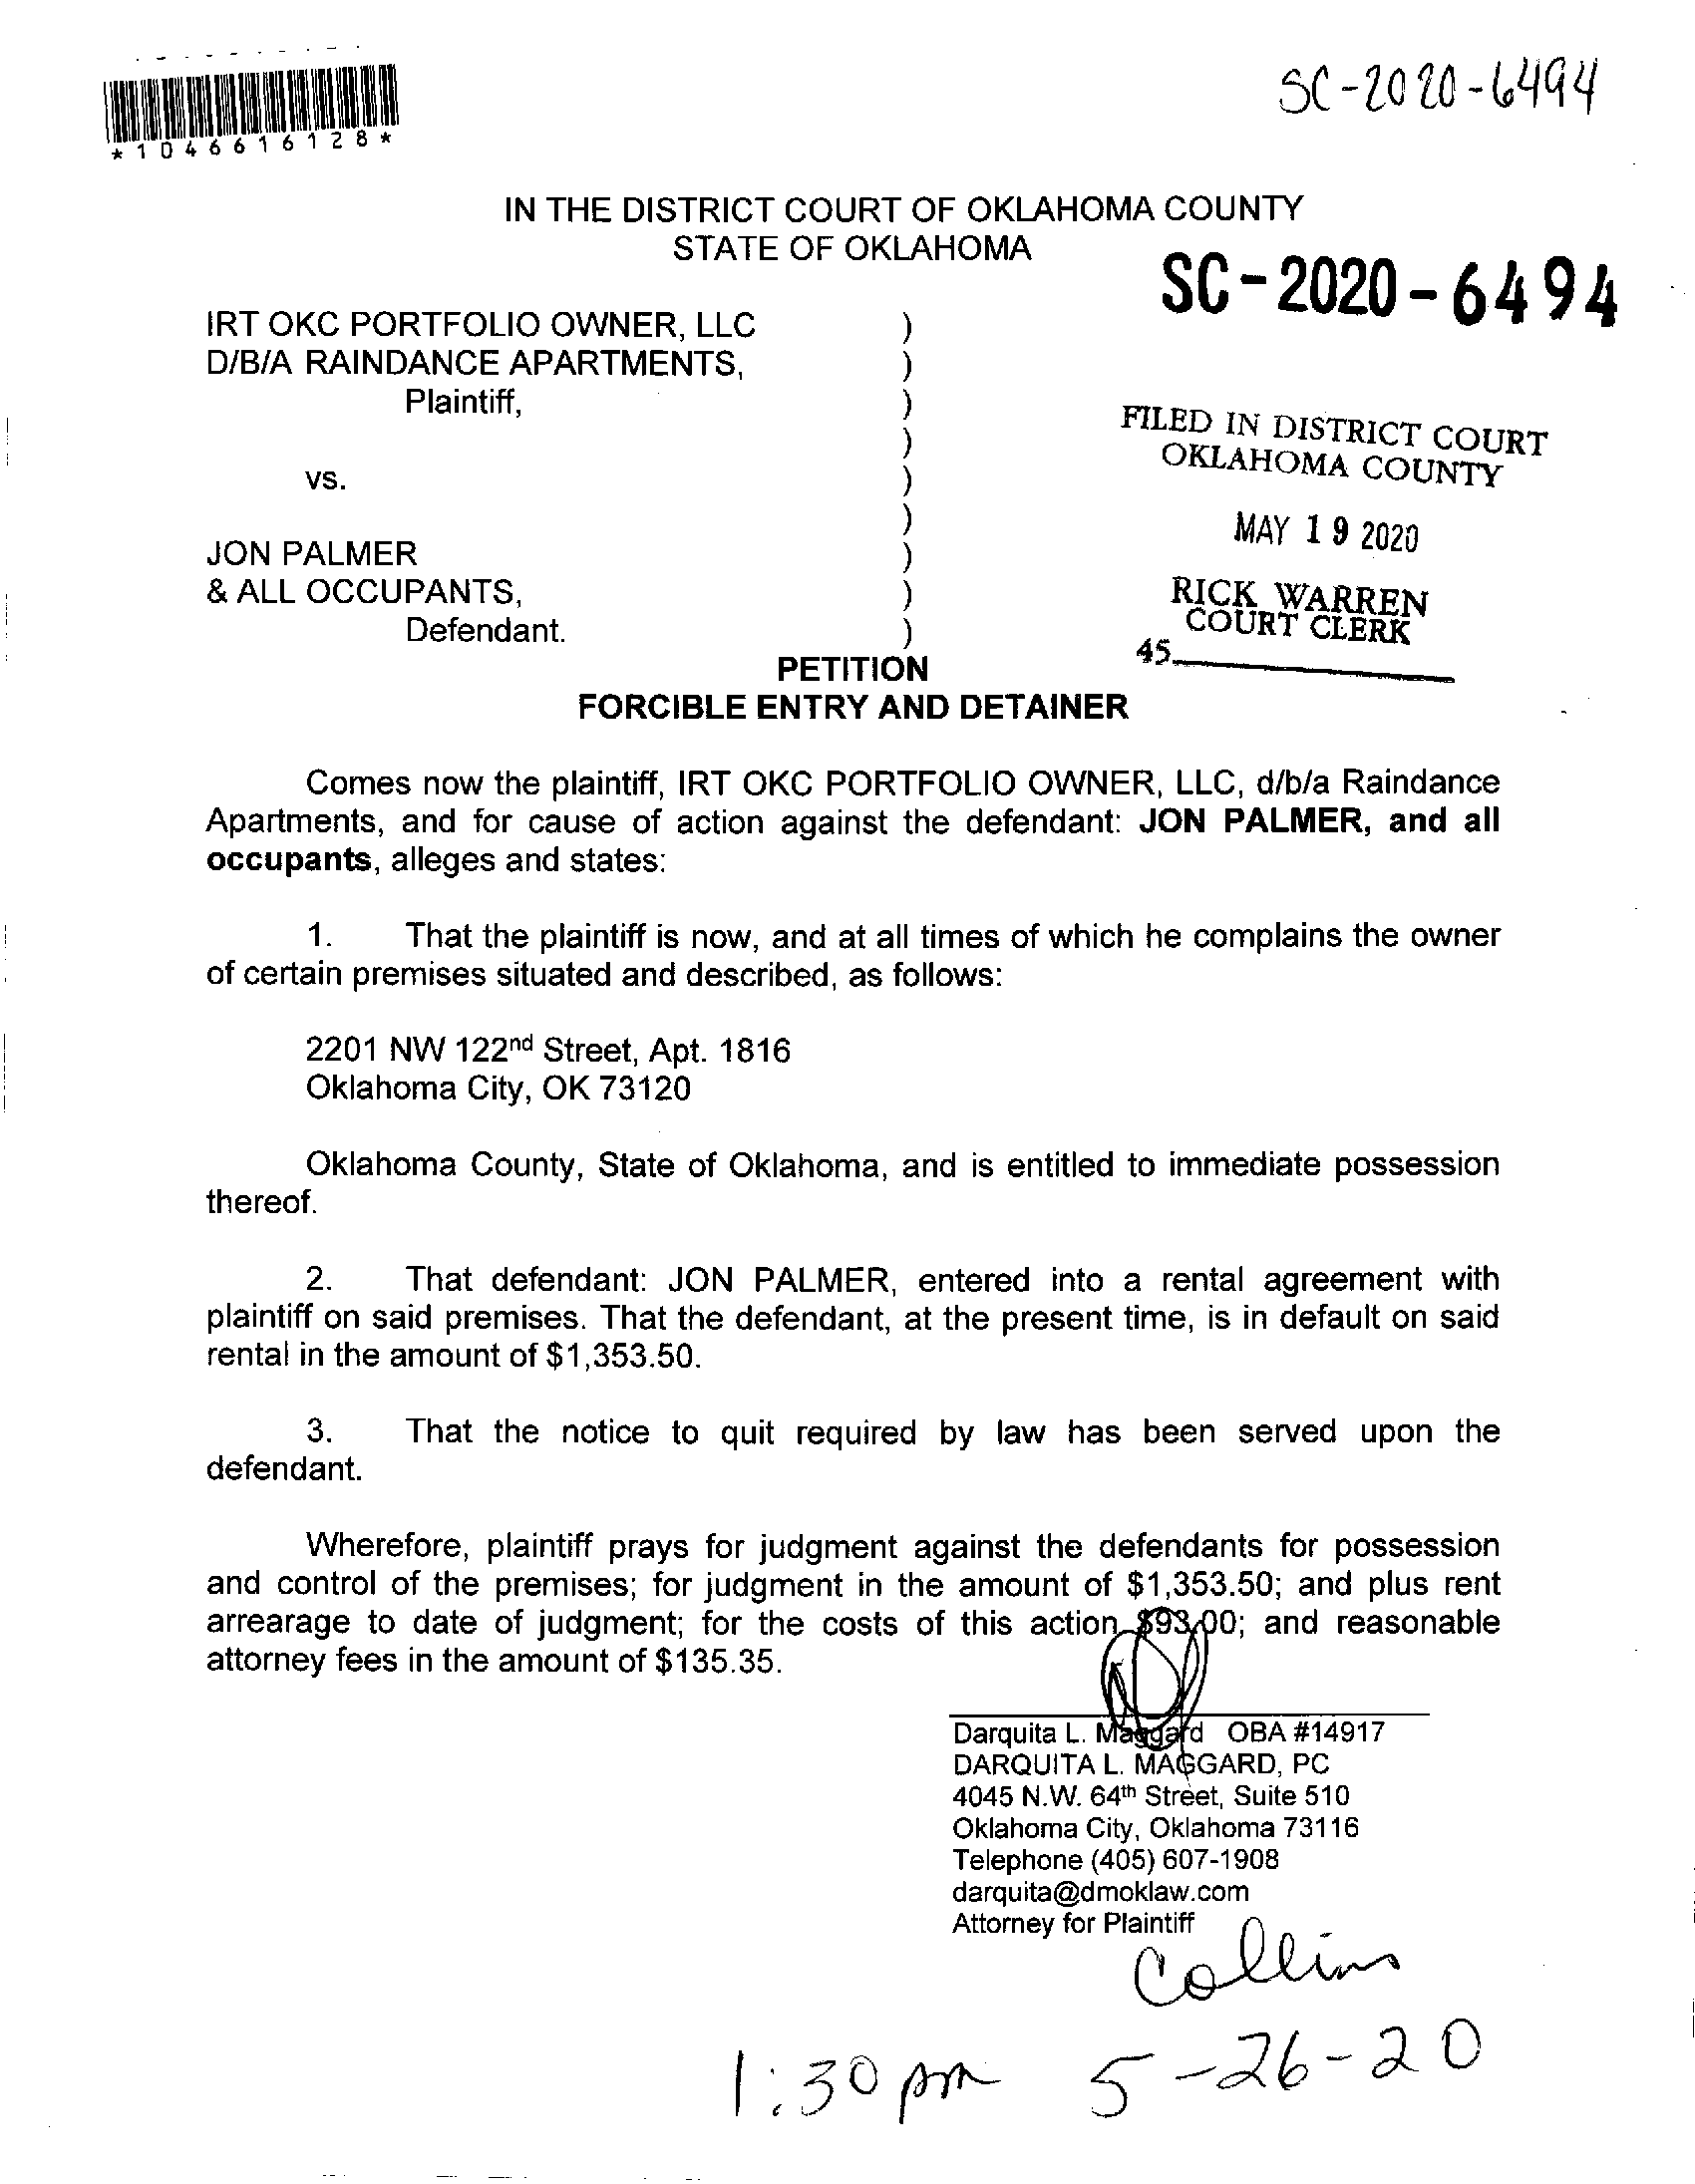 SC-2020-6494
*1046616128*
IN THE DISTRICT COURT OF OKLAHOMA COUNTY
STATE OF OKLAHOMA
SC-2020-6494
IRT OKC PORTFOLIO OWNER, LLC )
D/B/A RAINDANCE APARTMENTS, )
Plaintiff, )
)
vs. )
)
JON PALMER )
& ALL OCCUPANTS, )
Defendant. )
FILED IN DISTRICT COURT
OKLAHOMA COUNTY
MAY 19 2020
RICK WARREN
COURT CLERK
45
PETITION
FORCIBLE ENTRY AND DETAINER
Comes now the plaintiff, IRT OKC PORTFOLIO OWNER, LLC, d/b/a Raindance
Apartments, and for cause of action against the defendant: JON PALMER, and all
occupants, alleges and states:
1. That the plaintiff is now, and at all times of which he complains the owner
of certain premises situated and described, as follows:
2201 NW 122nd Street, Apt. 1816
Oklahoma City, OK 73120
Oklahoma County, State of Oklahoma, and is entitled to immediate possession
thereof.
2. That defendant: JON PALMER, entered into a rental agreement with
plaintiff on said premises. That the defendant, at the present time, is in default on said
rental in the amount of $1,353.50.
3. That the notice to quit required by law has been served upon the
defendant.
Wherefore, plaintiff prays for judgment against the defendants for possession
and control of the premises; for judgment in the amount of $1,353.50; and plus rent
arrearage to date of judgment; for the costs of this action $93.00; and reasonable
attorney fees in the amount of $135.35.
Darquita L. Maggard OBA #14917
DARQUITA L. MAGGARD, PC
4045 N.W. 64th Street, Suite 510
Oklahoma City, Oklahoma 73116
Telephone (405) 607-1908
darquita@dmoklaw.com
Attorney for Plaintiff
Collins
1:30 pm 5-26-20